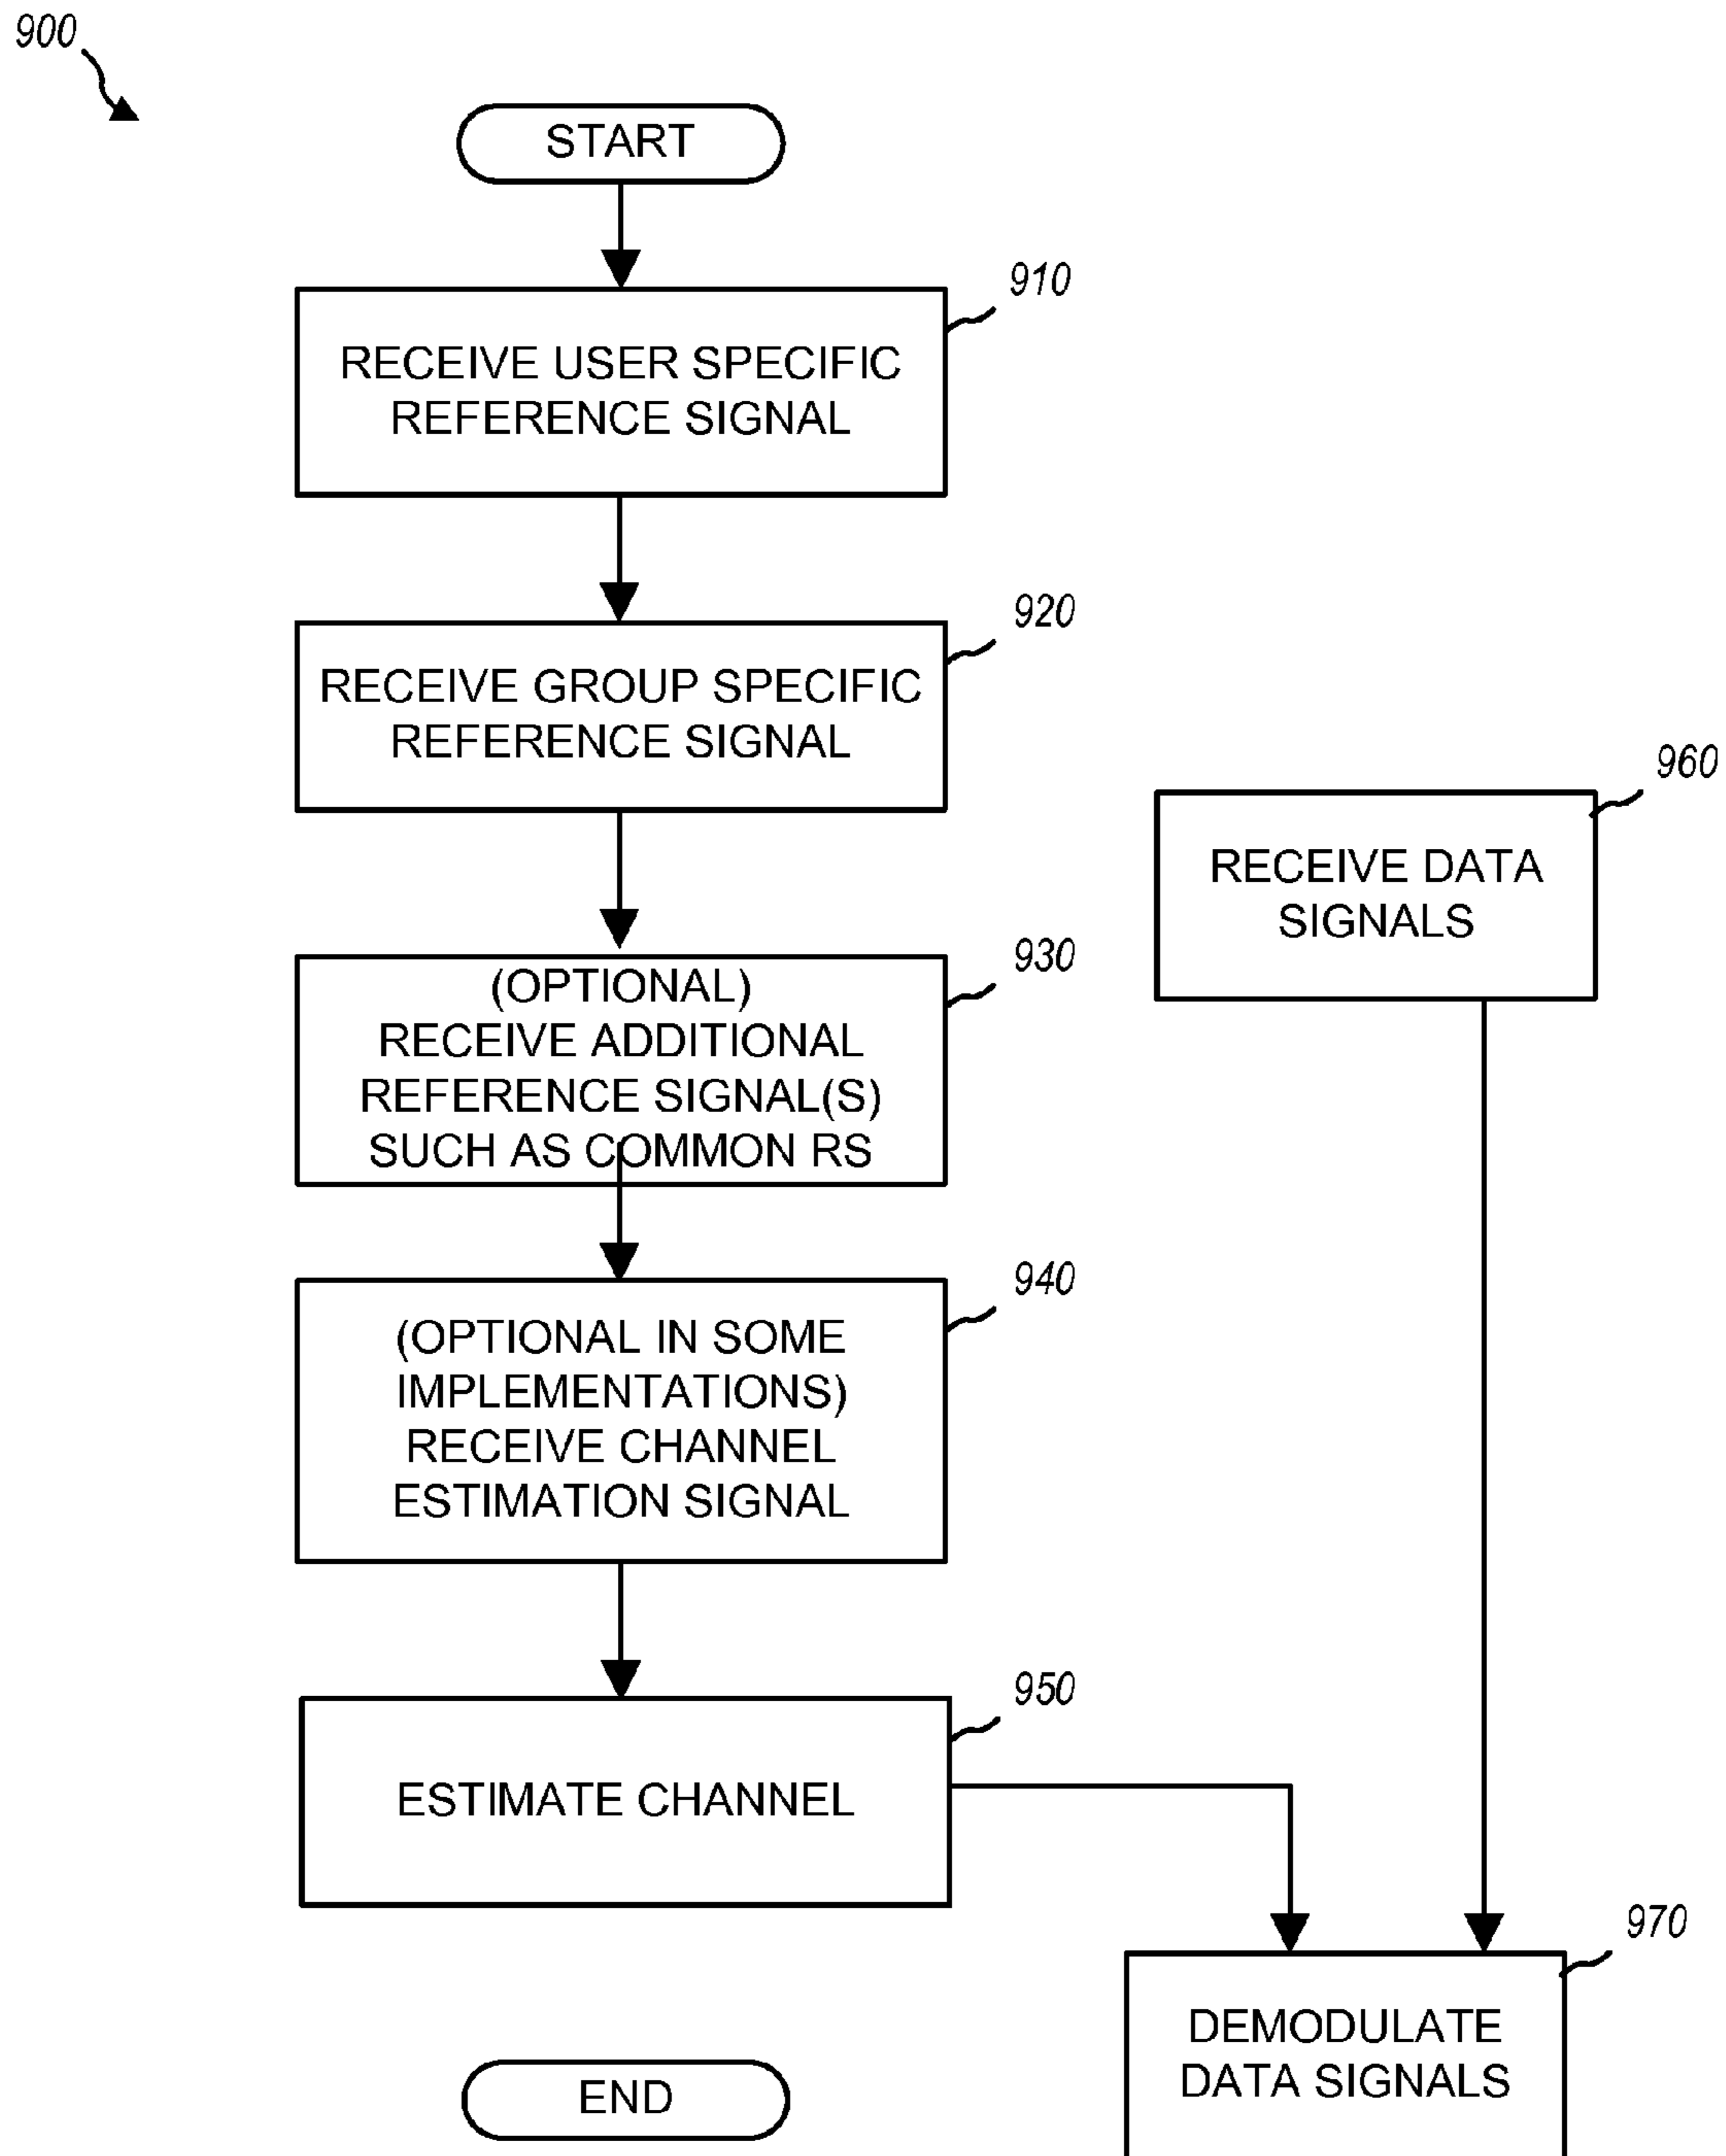 900
START
910
RECEIVE USER SPECIFIC
REFERENCE SIGNAL
920
RECEIVE GROUP SPECIFIC
REFERENCE SIGNAL
930
(OPTIONAL)
RECEIVE ADDITIONAL
REFERENCE SIGNAL(S)
SUCH AS COMMON RS
940
(OPTIONAL IN SOME
IMPLEMENTATIONS)
RECEIVE CHANNEL
ESTIMATION SIGNAL
950
ESTIMATE CHANNEL
960
RECEIVE DATA
SIGNALS
970
DEMODULATE
DATA SIGNALS
END